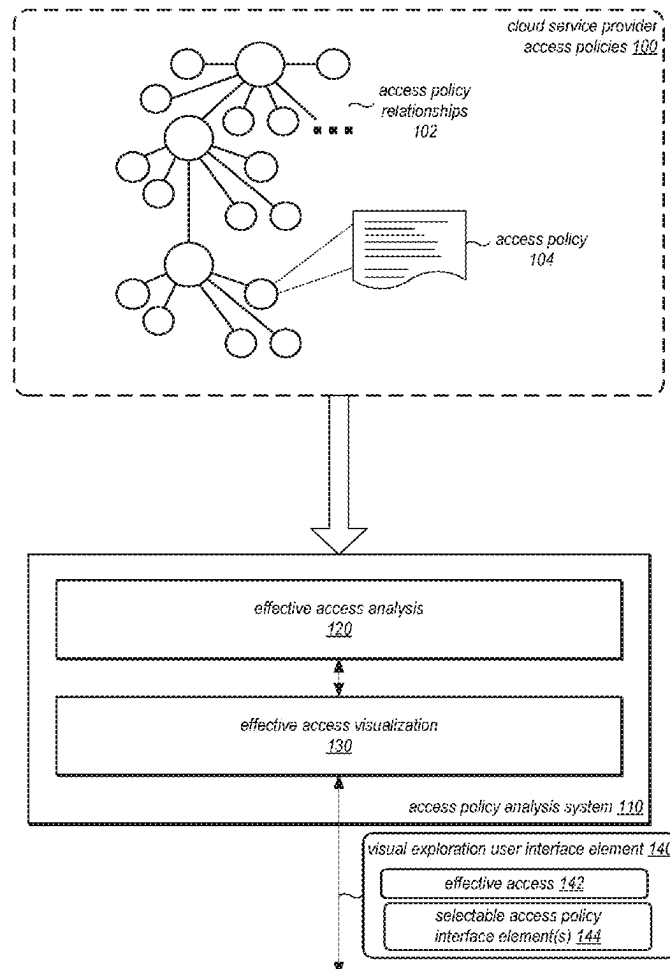 cloud service provider
access policies 100
access policy
relationships
102
access policy
104
effective access analysis
120
effective access visualization
130
access policy analysis system 110
visual exploration user interface element 140
effective access 142
selectable access policy
interface element(s) 144